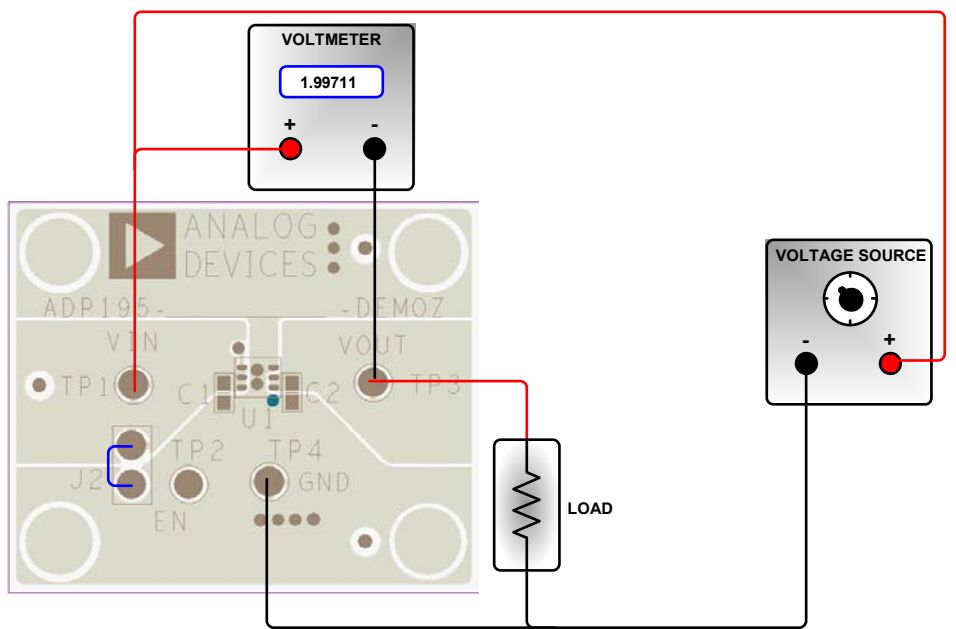 VOLTMETER
1.99711
+ -
ANALOG
DEVICES
VOLTAGE SOURCE
- +
ADP195-____________-DEMOZ
VIN VOUT
TP1 C1 C2 TP3
U1
TP2 TP4
J2 GND
EN
LOAD